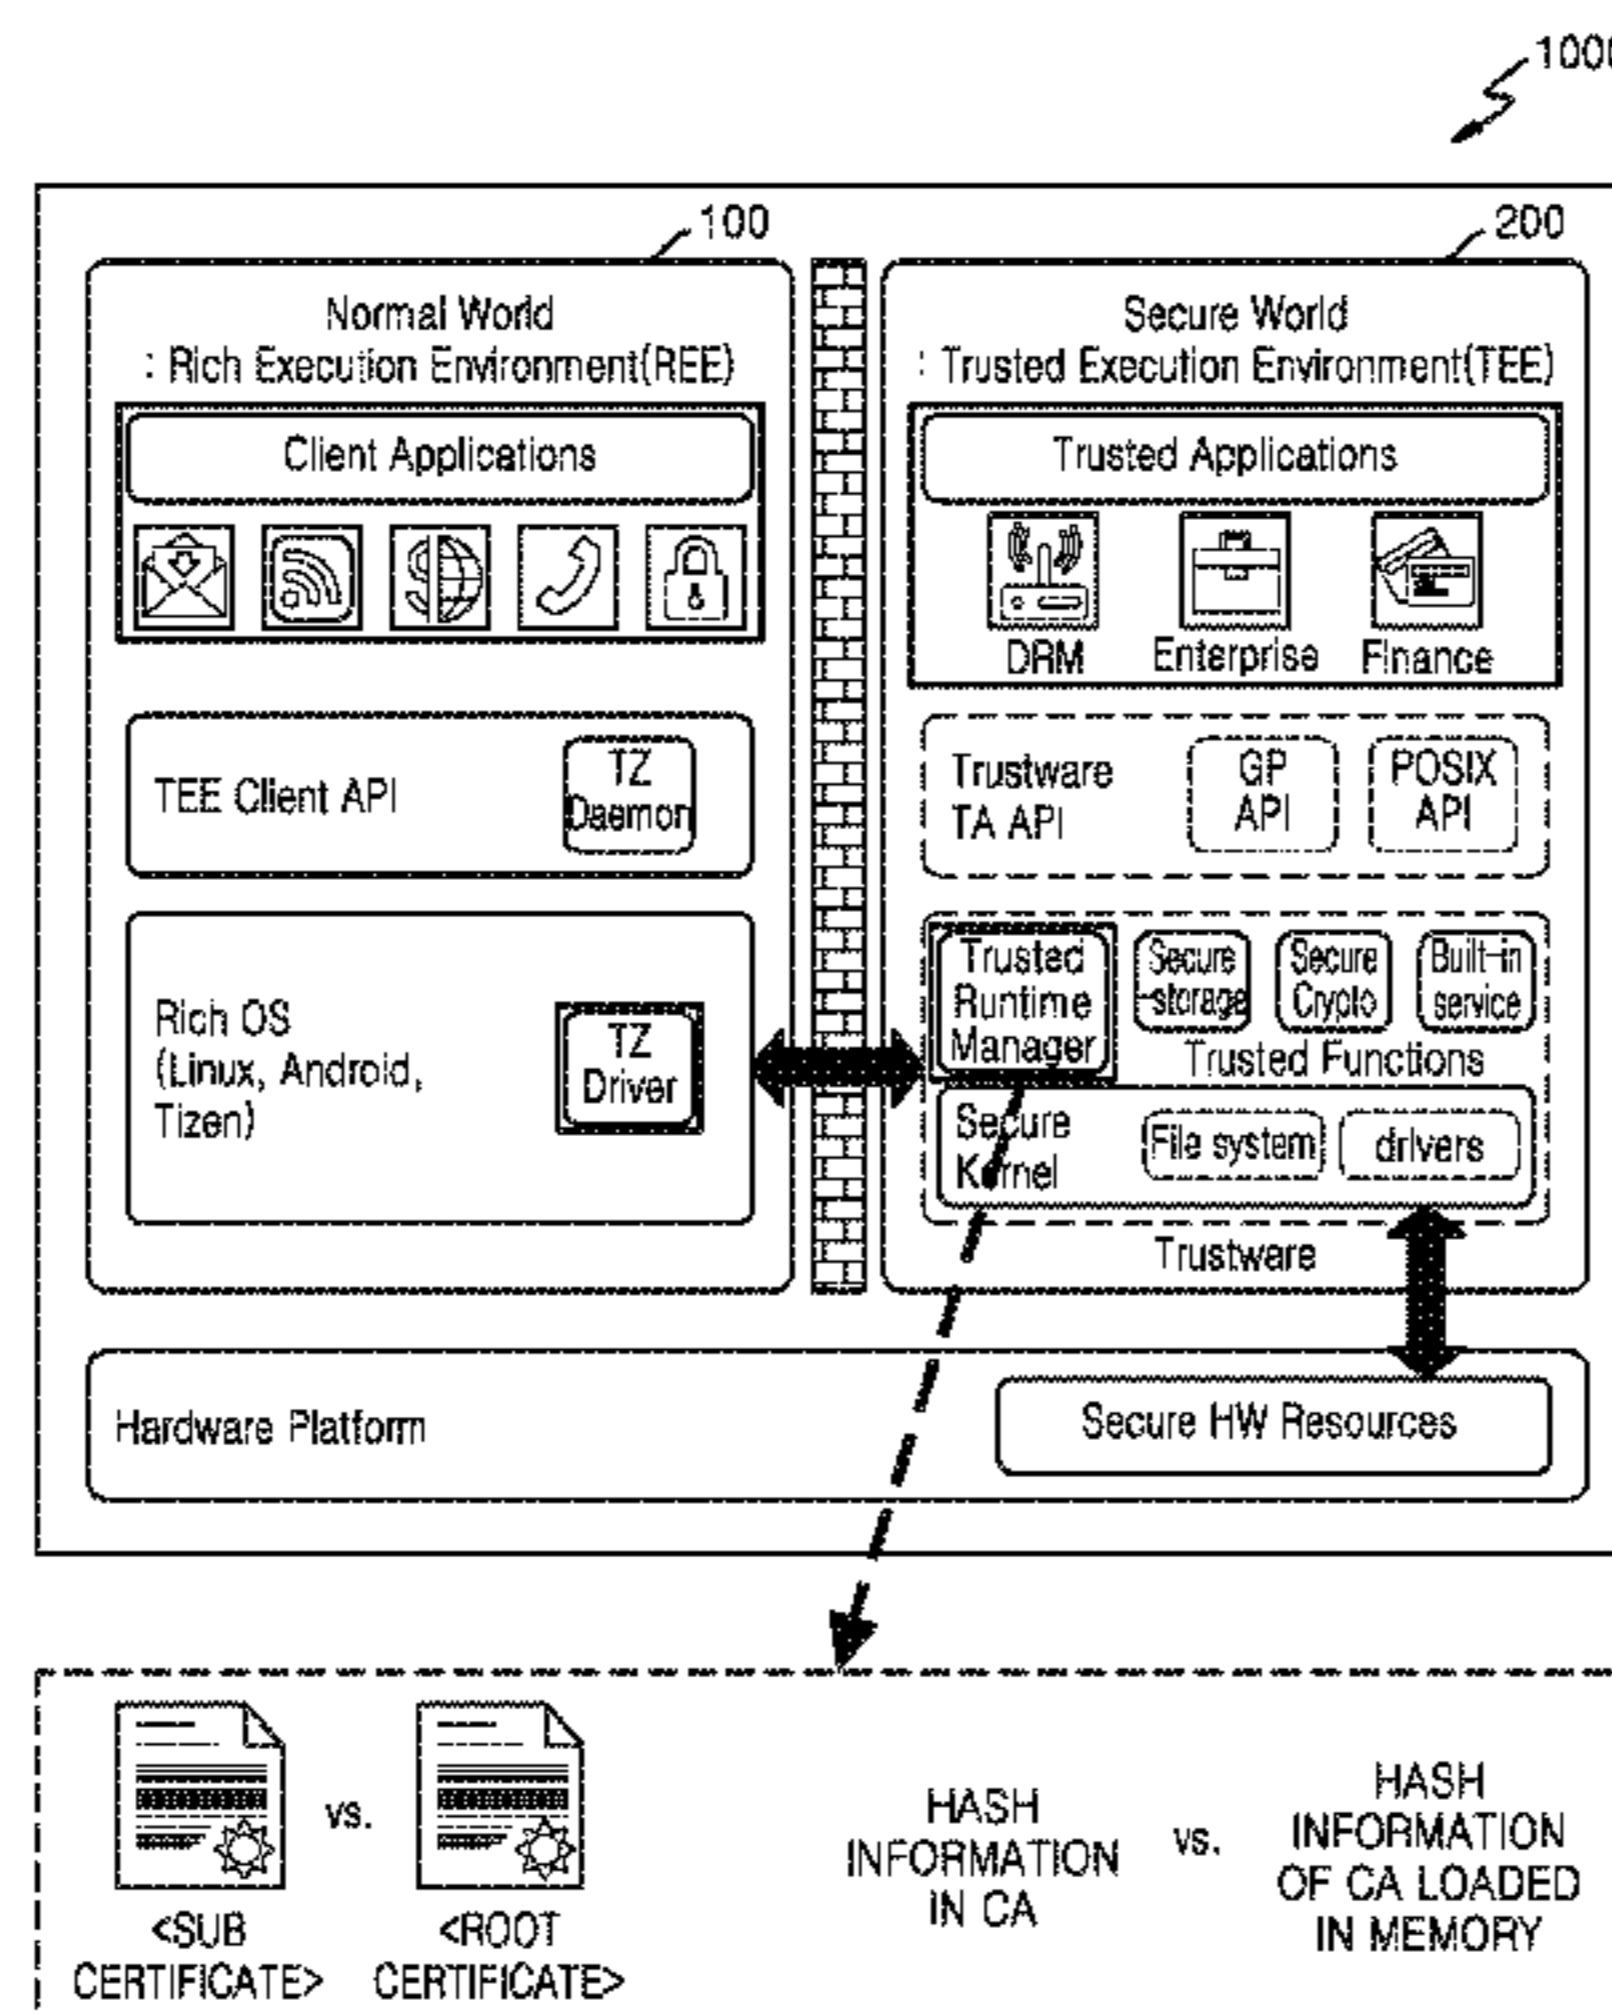 1000
100
200
Normal World
: Rich Execution Environment(REE)
Client Applications
TEE Client API
TZ
Daemon
Rich OS
(Linux, Android,
Tizen)
TZ
Driver
Secure World
: Trusted Execution Environment(TEE)
Trusted Applications
DRM
Enterprise
Finance
Trustware
TA API
GP
API
POSIX
API
Trusted
Runtime
Manager
Secure
-storage
Secure
Crypto
Built-in
service
Trusted Functions
Secure
Kernel
File system
drivers
Trustware
Hardware Platform
Secure HW Resources
<SUB
CERTIFICATE>
vs.
<ROOT
CERTIFICATE>
HASH
INFORMATION
IN CA
vs.
HASH
INFORMATION
OF CA LOADED
IN MEMORY